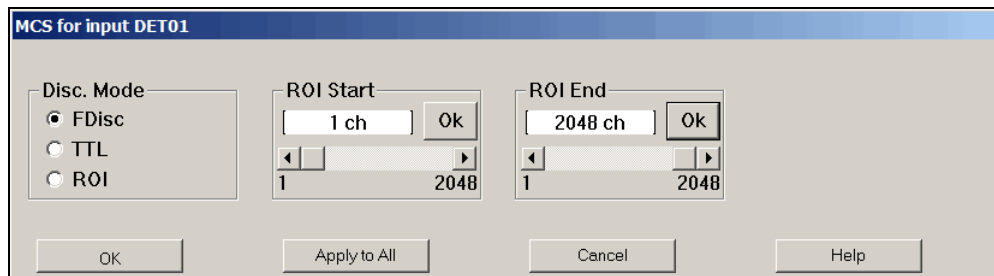 MCS for input DET01
Disc. Mode
FDisc
TTL
ROI
ROI Start
1 ch
Ok
1
2048
ROI End
2048 ch
Ok
1
2048
OK
Apply to All
Cancel
Help